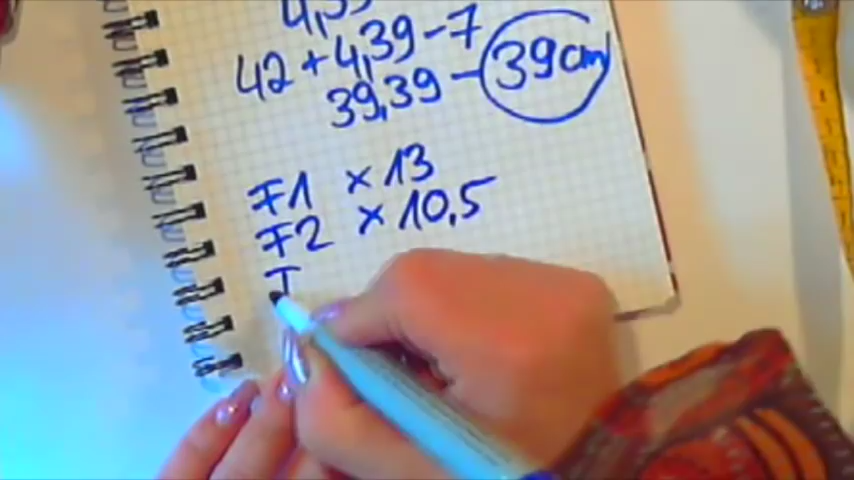 42 + 4,39 - 7
39,39 - 39cm
F1 x 13
F2 x 10,5
I